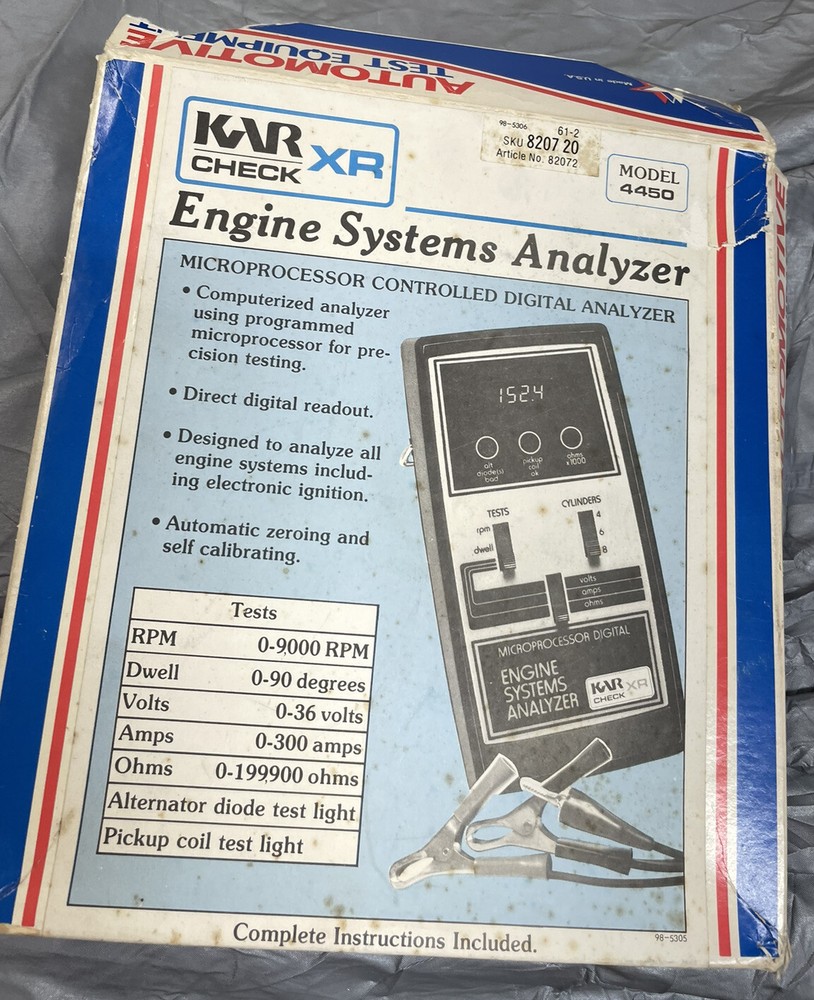 AUTOMOTIVE
TEST EQUIPMENT
Made in U.S.A.
KAR
CHECK XR
98-5306 61-2
SKU 8207 20
Article No. 82072
MODEL
4450
Engine Systems Analyzer
MICROPROCESSOR CONTROLLED DIGITAL ANALYZER
• Computerized analyzer
using programmed
microprocessor for pre-
cision testing.
• Direct digital readout.
• Designed to analyze all
engine systems includ-
ing electronic ignition.
• Automatic zeroing and
self calibrating.
Tests
RPM 0-9000 RPM
Dwell 0-90 degrees
Volts 0-36 volts
Amps 0-300 amps
Ohms 0-199,900 ohms
Alternator diode test light
Pickup coil test light
152.4
alt
diode(s)
bad
pickup
coil
ok
ohms
x1000
TESTS
rpm
dwell
CYLINDERS
4
6
8
volts
amps
ohms
MICROPROCESSOR DIGITAL
ENGINE
SYSTEMS
ANALYZER
KAR
CHECK XR
Complete Instructions Included.
98-5305
OMOTIVE